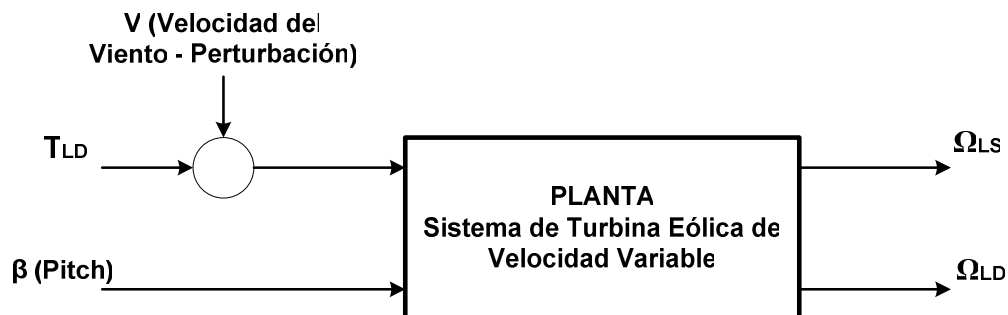 V (Velocidad del
Viento - Perturbación)
TLD
ΩLS
PLANTA
Sistema de Turbina Eólica de
Velocidad Variable
β (Pitch)
ΩLD